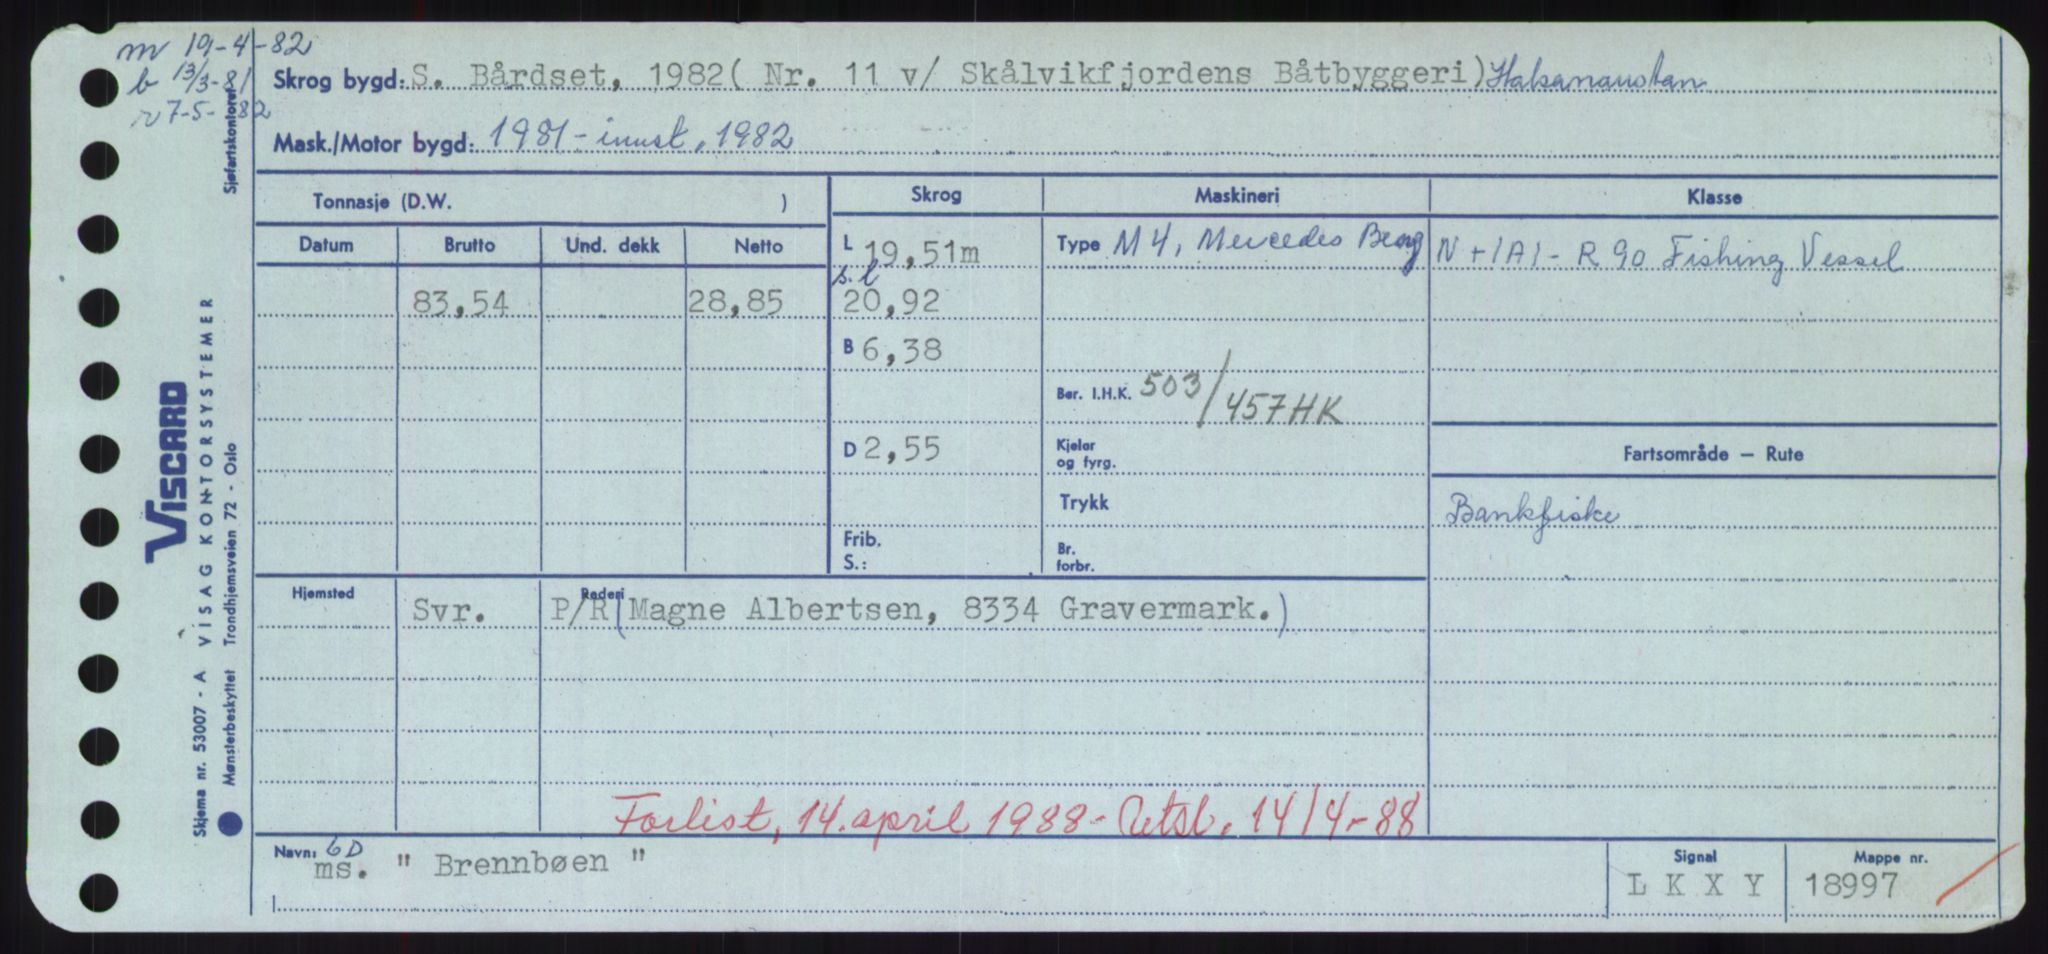 m 19-4-82
b 13/3-81
r 7-5-82
Skrog bygd: S. Bårdset, 1982( Nr. 11 v/ Skålvikfjordens Båtbyggeri) Halsanaustan
Mask./Motor bygd: 1981 - innst, 1982
Tonnasje (D.W. )
Skrog
Maskineri
Klasse
Datum Brutto Und. dekk Netto
L 19,51m
Type M 4, Mercedes Benz
N +1A1 - R 90 Fishing Vessel
83,54 28,85
s.l 20,92
B 6,38
Ber. I.H.K. 503/457HK
D 2,55
Kjeler
og fyrg.
Fartsområde — Rute
Trykk
Bankfiske
Frib.
S.:
Br.
forbr.
Hjemsted
Rederi
Svr. P/R (Magne Albertsen, 8334 Gravermark.)
Forlist, 14. april 1988 - Utsl. 14/4-88
Navn: GD
ms. " Brennbøen "
Signal
L K X Y
Mappe nr.
18997
Sjøfartskontoret
VISCARD
VISAG KONTORSYSTEMER
Trondhjemsveien 72 - Oslo
Skjema nr. 53007 - A
Mønsterbeskyttet